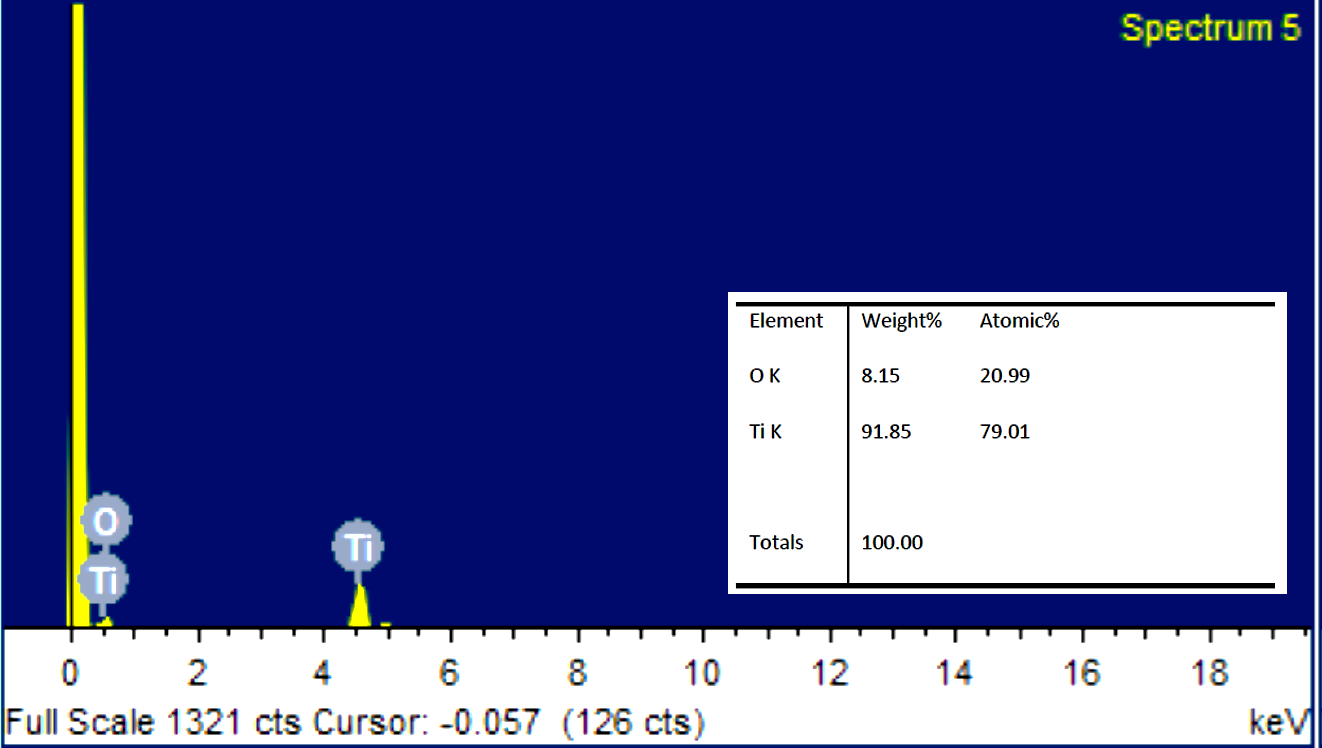 Spectrum 5
O
Ti
Ti
Element Weight% Atomic%
O K 8.15 20.99
Ti K 91.85 79.01
Totals 100.00
0 2 4 6 8 10 12 14 16 18
Full Scale 1321 cts Cursor: -0.057 (126 cts) keV